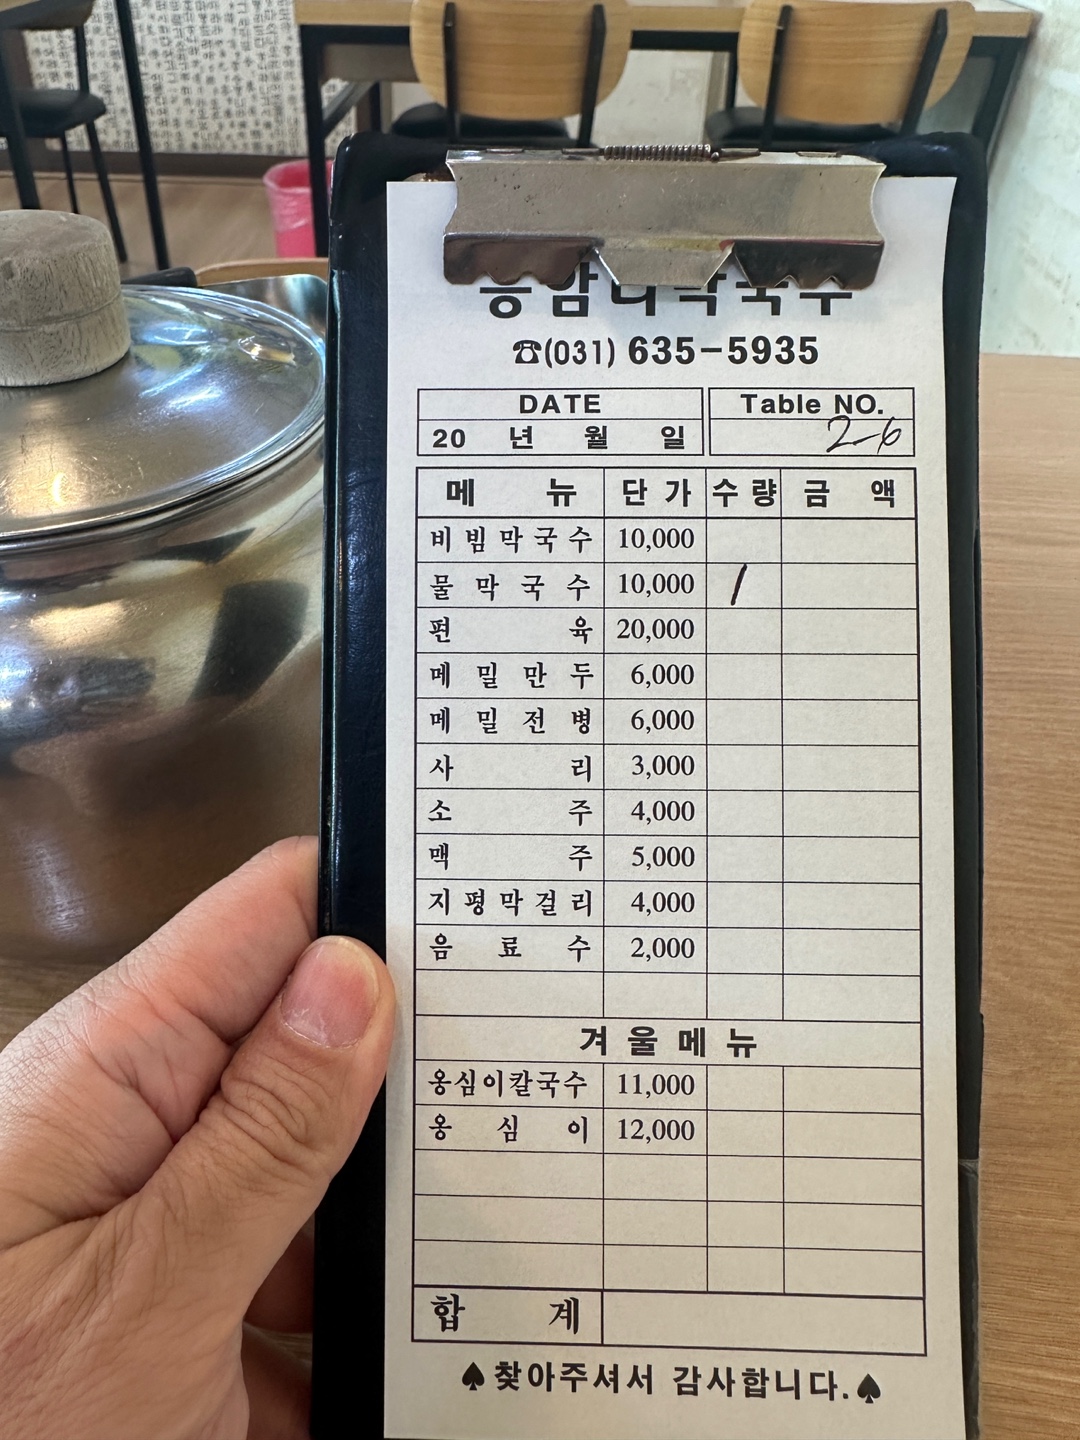 ☎(031) 635-5935
DATE
Table NO.
20 년 월 일
2-6
메 뉴 단 가 수 량 금 액
비빔막국수 10,000
물막국수 10,000 /
편육 20,000
메밀만두 6,000
메밀전병 6,000
사리 3,000
소주 4,000
맥주 5,000
지평막걸리 4,000
음료수 2,000
겨울메뉴
옹심이칼국수 11,000
옹심이 12,000
합 계
♠찾아주셔서 감사합니다.♠